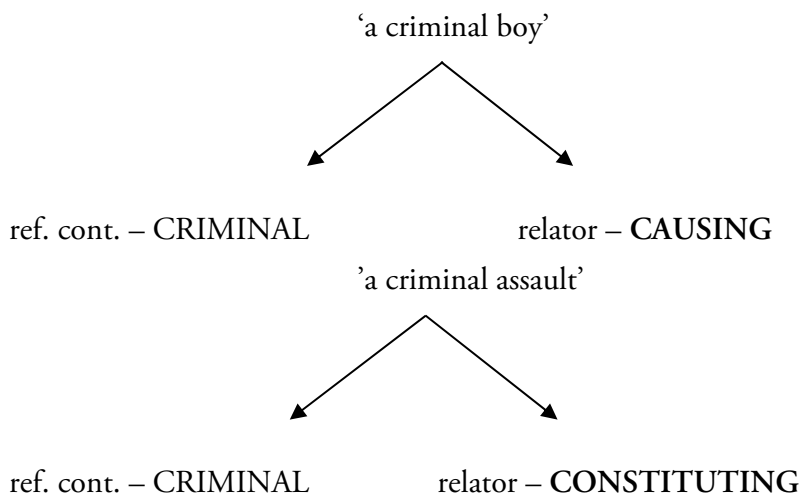 ‘a criminal boy’
ref. cont. – CRIMINAL relator – CAUSING
’a criminal assault’
ref. cont. – CRIMINAL relator – CONSTITUTING